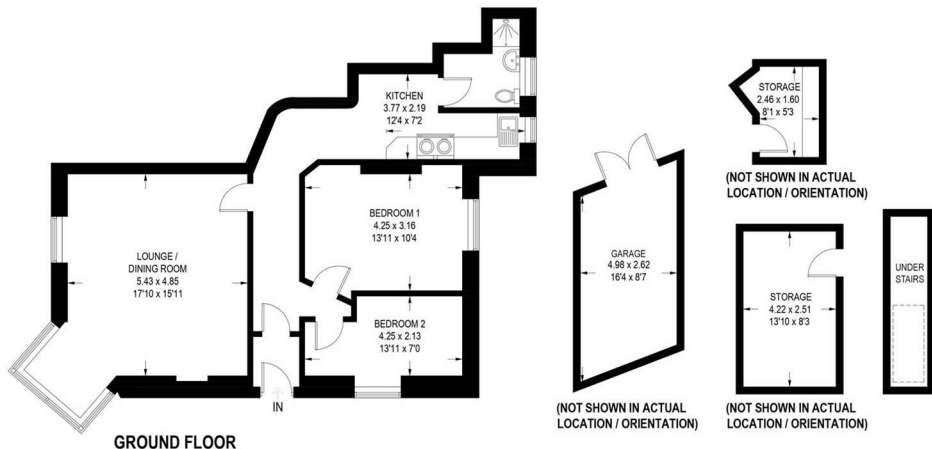 KITCHEN
3.77 x 2.19
12'4 x 7'2
BEDROOM 1
4.25 x 3.16
13'11 x 10'4
LOUNGE /
DINING ROOM
5.43 x 4.85
17'10 x 15'11
BEDROOM 2
4.25 x 2.13
13'11 x 7'0
IN
GROUND FLOOR
GARAGE
4.98 x 2.62
16'4 x 8'7
(NOT SHOWN IN ACTUAL
LOCATION / ORIENTATION)
STORAGE
2.46 x 1.60
8'1 x 5'3
(NOT SHOWN IN ACTUAL
LOCATION / ORIENTATION)
STORAGE
4.22 x 2.51
13'10 x 8'3
(NOT SHOWN IN ACTUAL
LOCATION / ORIENTATION)
UNDER
STAIRS